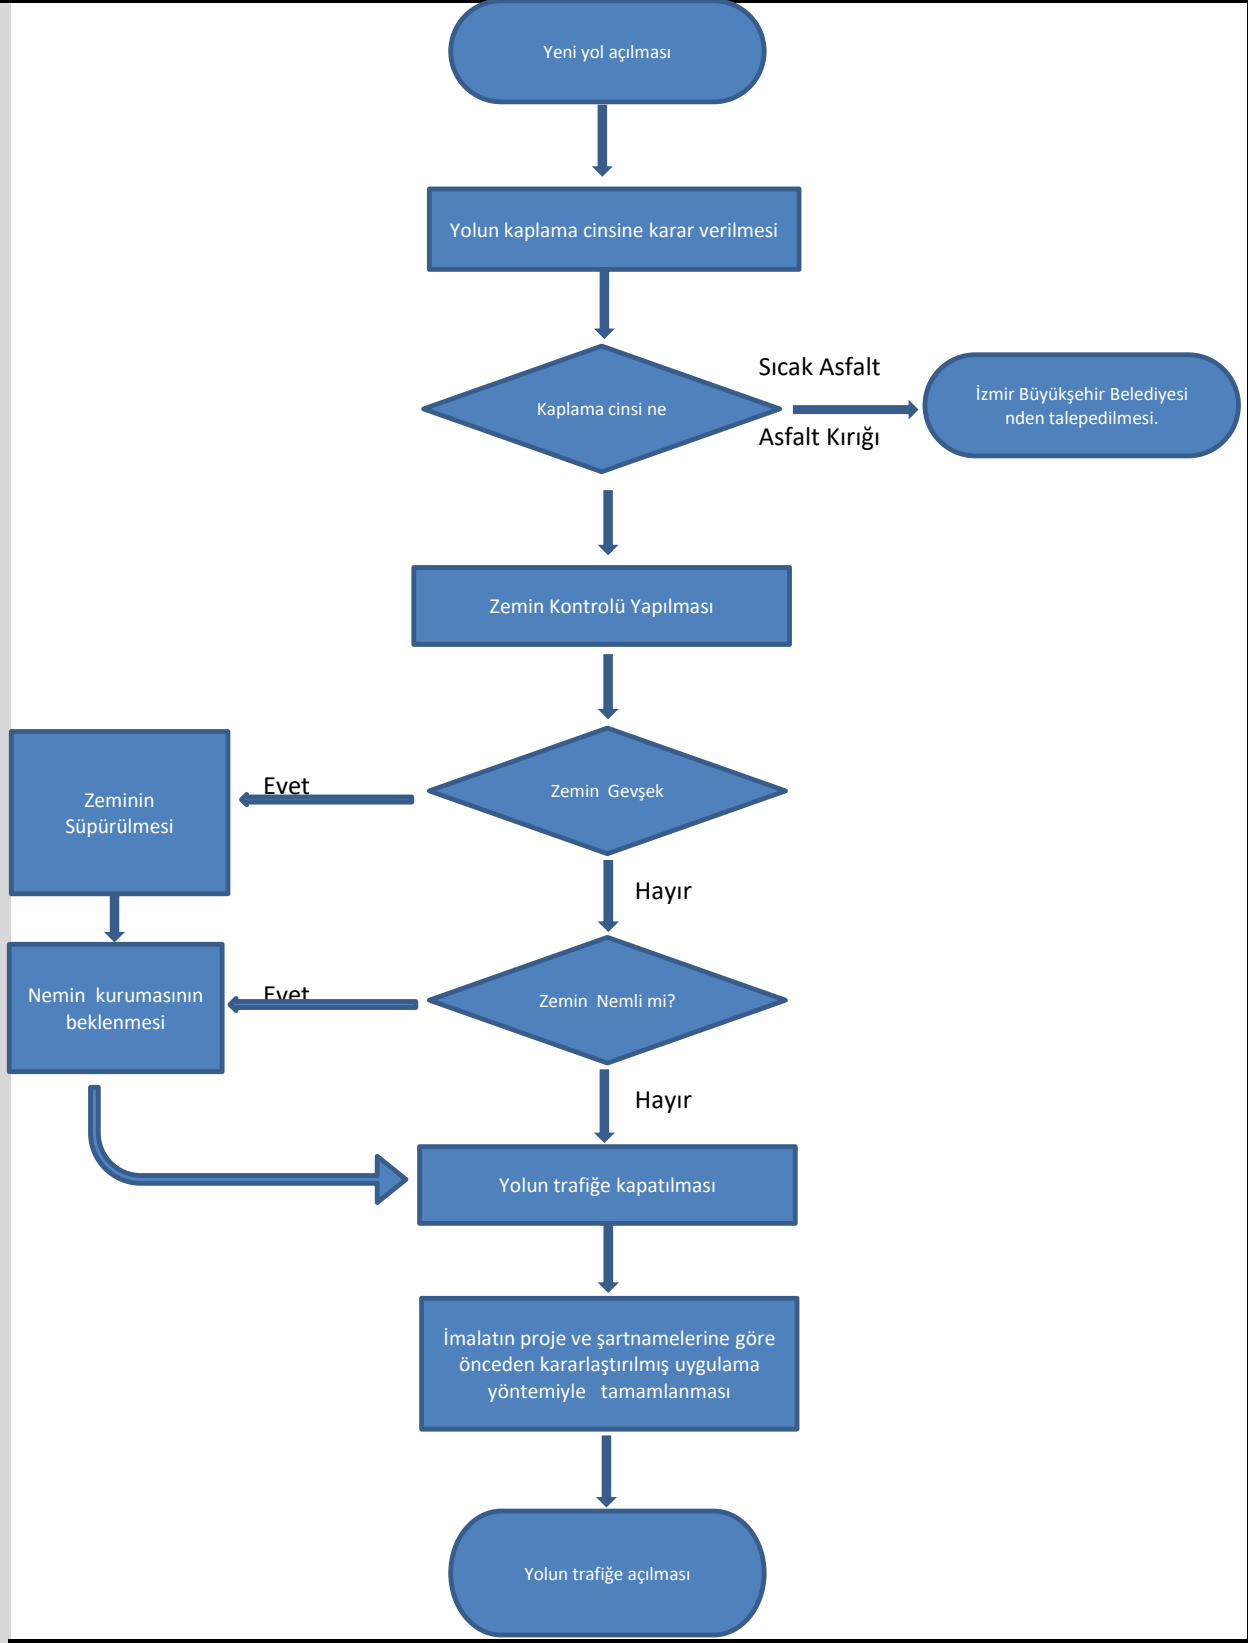 Yeni yol açılması
Yolun kaplama cinsine karar verilmesi
Kaplama cinsi ne
Sıcak Asfalt
Asfalt Kırığı
İzmir Büyükşehir Belediyesi
nden talepedilmesi.
Zemin Kontrolü Yapılması
Zemin Gevşek
Evet
Zeminin
Süpürülmesi
Hayır
Zemin Nemli mi?
Evet
Nemin kurumasının
beklenmesi
Hayır
Yolun trafiğe kapatılması
İmalatın proje ve şartnamelerine göre
önceden kararlaştırılmış uygulama
yöntemiyle tamamlanması
Yolun trafiğe açılması